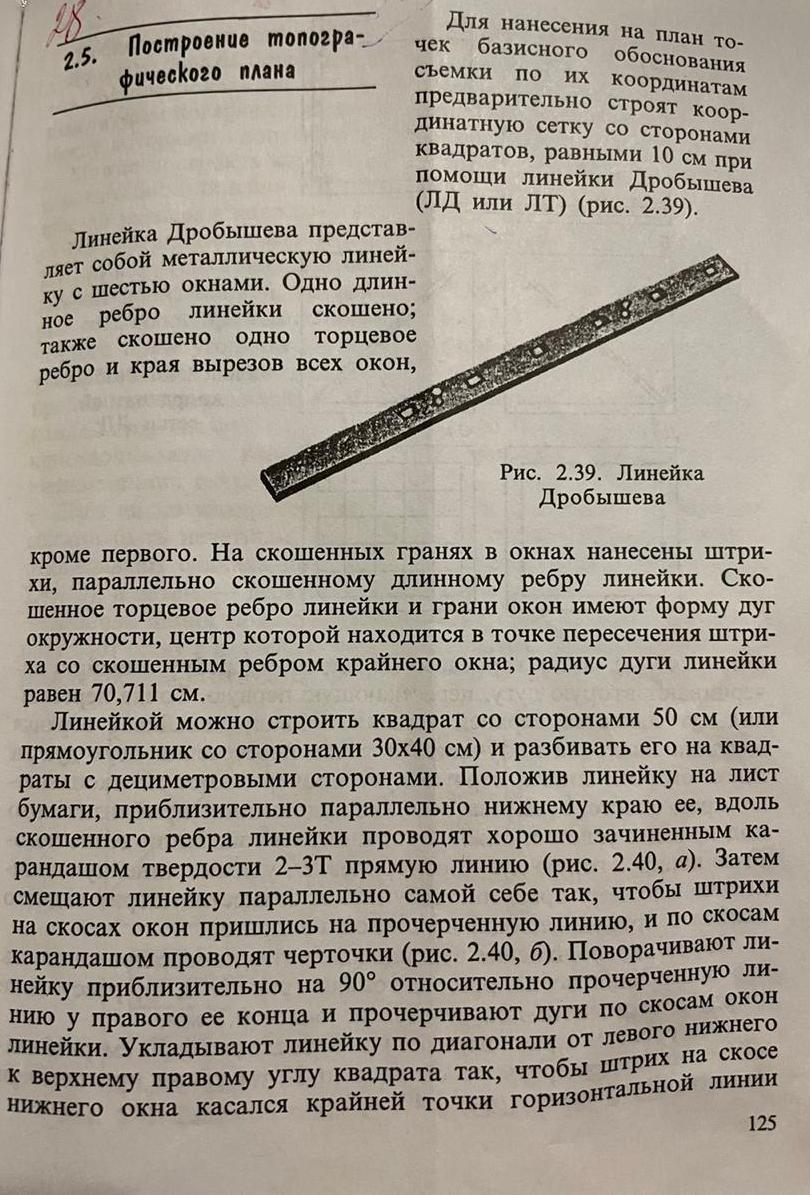 28
2.5. Построение топогра-
фического плана
Для нанесения на план то-
чек базисного обоснования
съемки по их координатам
предварительно строят коор-
динатную сетку со сторонами
квадратов, равными 10 см при
помощи линейки Дробышева
(ЛД или ЛТ) (рис. 2.39).
Линейка Дробышева представ-
ляет собой металлическую линей-
ку с шестью окнами. Одно длин-
ное ребро линейки скошено;
также скошено одно торцевое
ребро и края вырезов всех окон,
Рис. 2.39. Линейка
Дробышева
кроме первого. На скошенных гранях в окнах нанесены штри-
хи, параллельно скошенному длинному ребру линейки. Ско-
шенное торцевое ребро линейки и грани окон имеют форму дуг
окружности, центр которой находится в точке пересечения штри-
ха со скошенным ребром крайнего окна; радиус дуги линейки
равен 70,711 см.
Линейкой можно строить квадрат со сторонами 50 см (или
прямоугольник со сторонами 30х40 см) и разбивать его на квад-
раты с дециметровыми сторонами. Положив линейку на лист
бумаги, приблизительно параллельно нижнему краю ее, вдоль
скошенного ребра линейки проводят хорошо зачиненным ка-
рандашом твердости 2–3Т прямую линию (рис. 2.40, а). Затем
смещают линейку параллельно самой себе так, чтобы штрихи
на скосах окон пришлись на прочерченную линию, и по скосам
карандашом проводят черточки (рис. 2.40, б). Поворачивают ли-
нейку приблизительно на 90° относительно прочерченную ли-
нию у правого ее конца и прочерчивают дуги по скосам окон
линейки. Укладывают линейку по диагонали от левого нижнего
к верхнему правому углу квадрата так, чтобы штрих на скосе
нижнего окна касался крайней точки горизонтальной линии
125